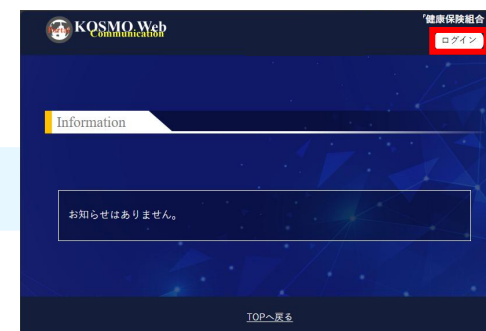 KOSMO Web
Communication
健康保険組合
ログイン
Information
お知らせはありません。
TOPへ戻る